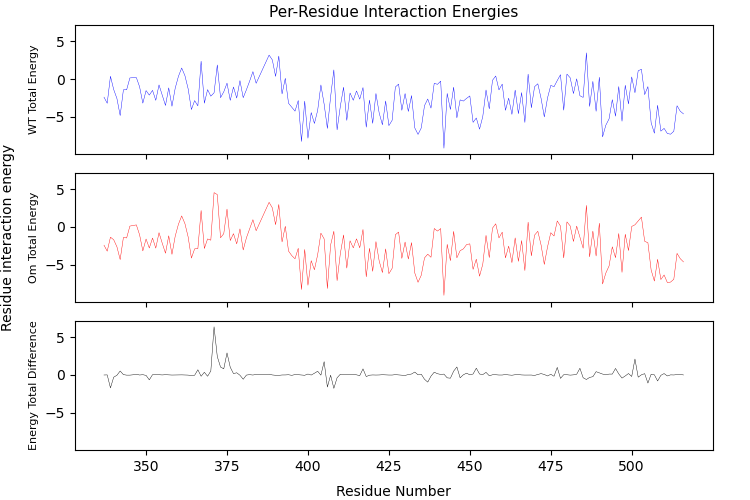 Per-Residue Interaction Energies
Residue interaction energy
WT Total Energy
5
0
−5
Om Total Energy
5
0
−5
Energy Total Difference
5
0
−5
350 375 400 425 450 475 500
Residue Number